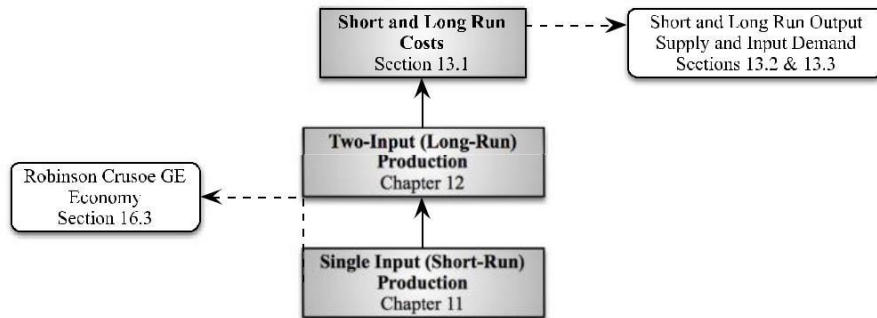 Short and Long Run
Costs
Section 13.1
Short and Long Run Output
Supply and Input Demand
Sections 13.2 & 13.3
Two-Input (Long-Run)
Production
Chapter 12
Robinson Crusoe GE
Economy
Section 16.3
Single Input (Short-Run)
Production
Chapter 11